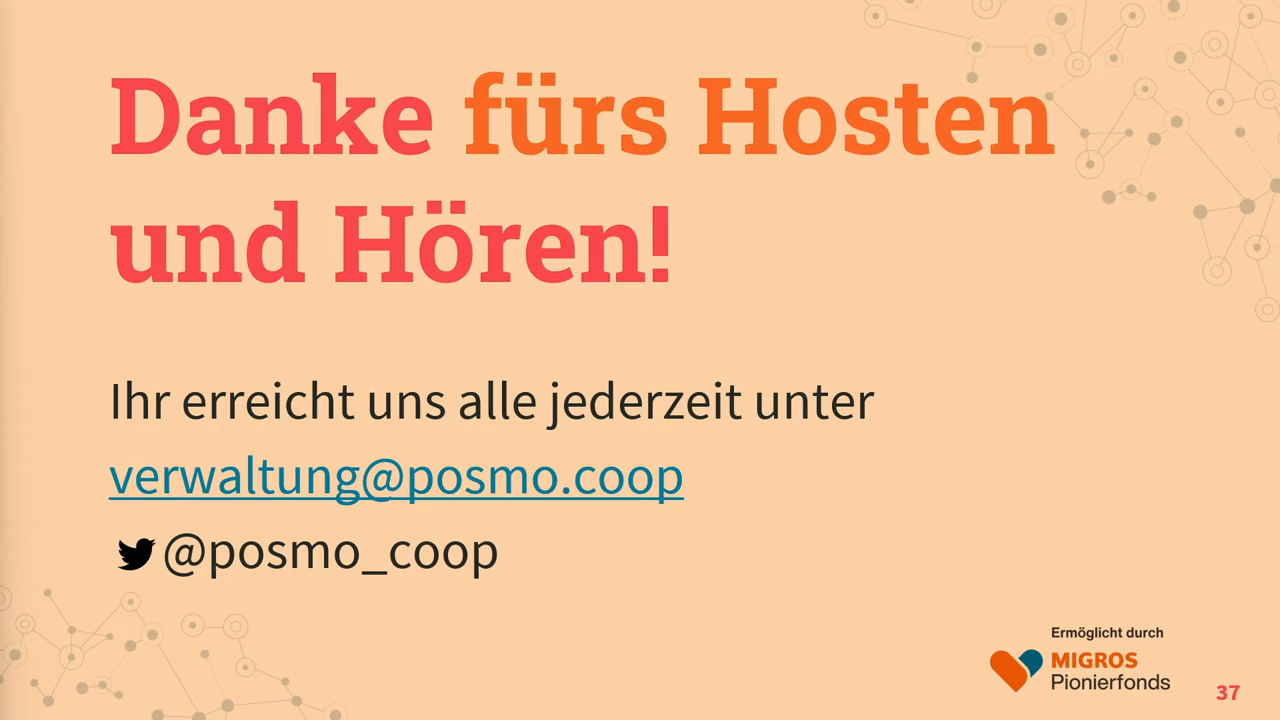 Danke fürs Hosten
und Hören!
Ihr erreicht uns alle jederzeit unter
verwaltung@posmo.coop
@posmo_coop
Ermöglicht durch
MIGROS
Pionierfonds
37